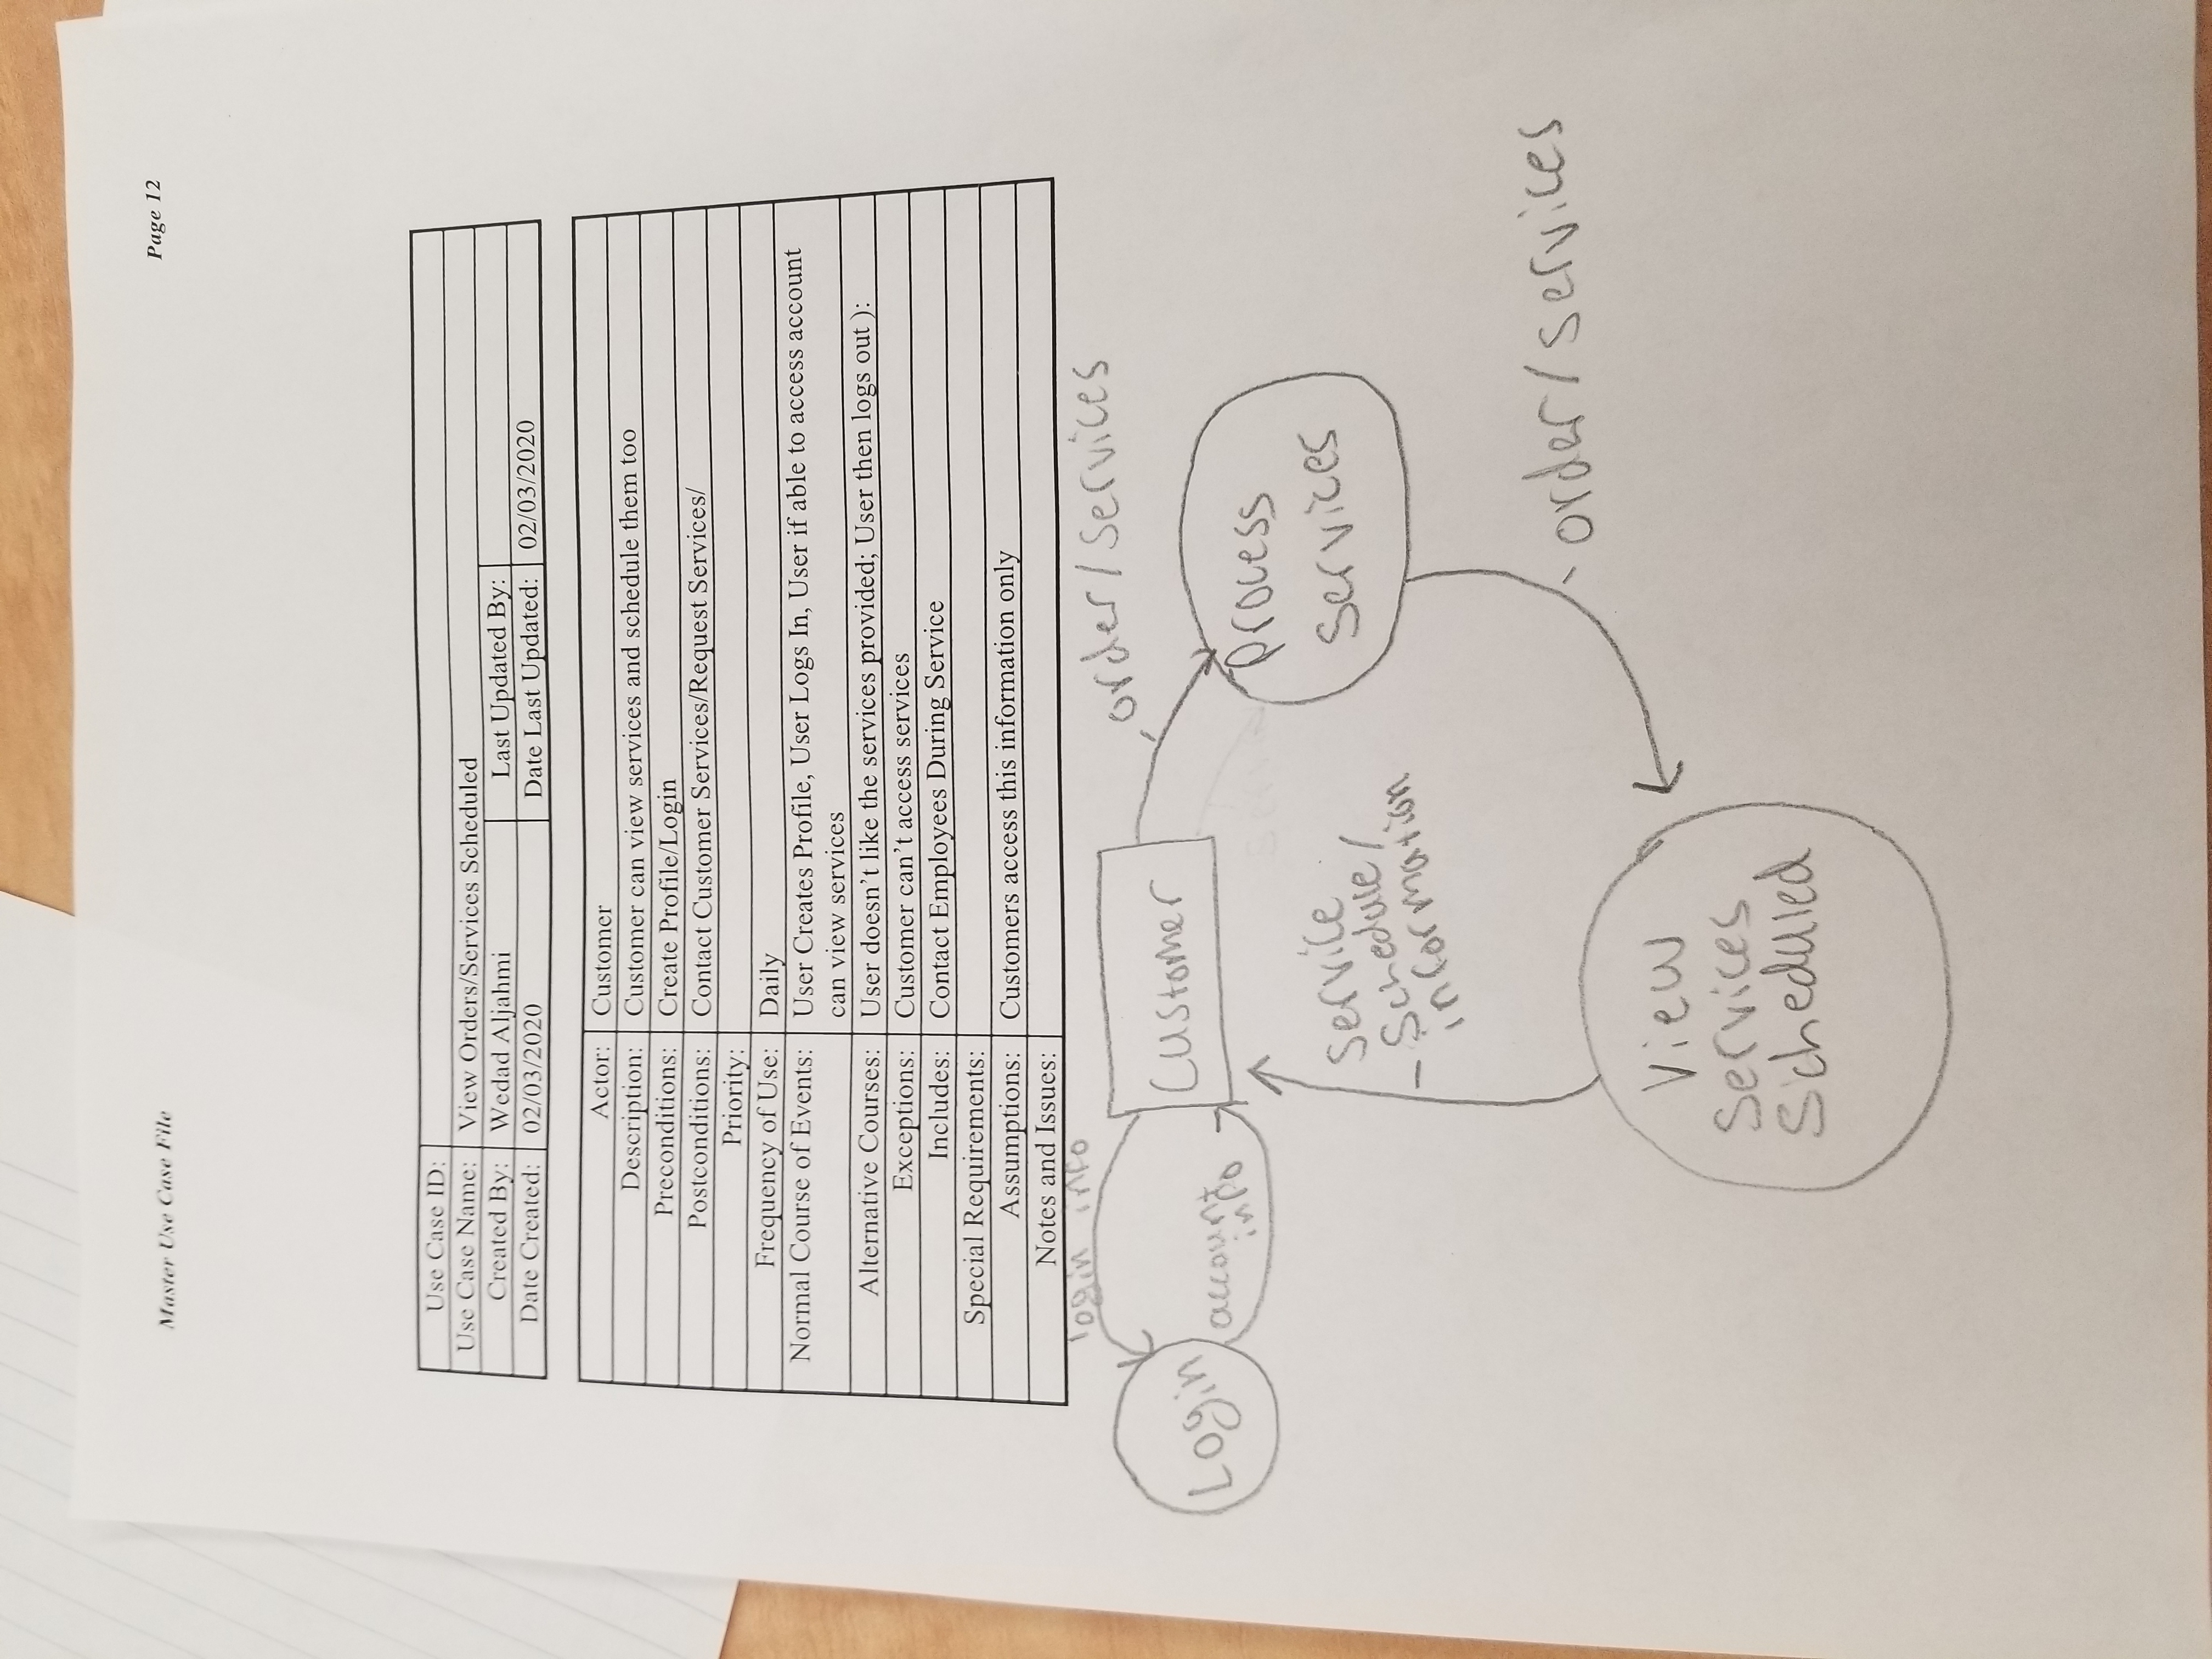 Master Use Case File
Page 12
Use Case ID:
Use Case Name: View Orders/Services Scheduled
Created By: Wedad Aljahmi Last Updated By:
Date Created: 02/03/2020 Date Last Updated: 02/03/2020
Actor: Customer
Description: Customer can view services and schedule them too
Preconditions: Create Profile/Login
Postconditions: Contact Customer Services/Request Services/
Priority:
Frequency of Use: Daily
Normal Course of Events: User Creates Profile, User Logs In, User if able to access account
can view services
Alternative Courses: User doesn't like the services provided; User then logs out ):
Exceptions: Customer can't access services
Includes: Contact Employees During Service
Special Requirements:
Assumptions: Customers access this information only
Notes and Issues:
login info
order/services
Customer
Login
account
info
Process
Services
Service
Schedule/
information
order/services
View
Services
Scheduled